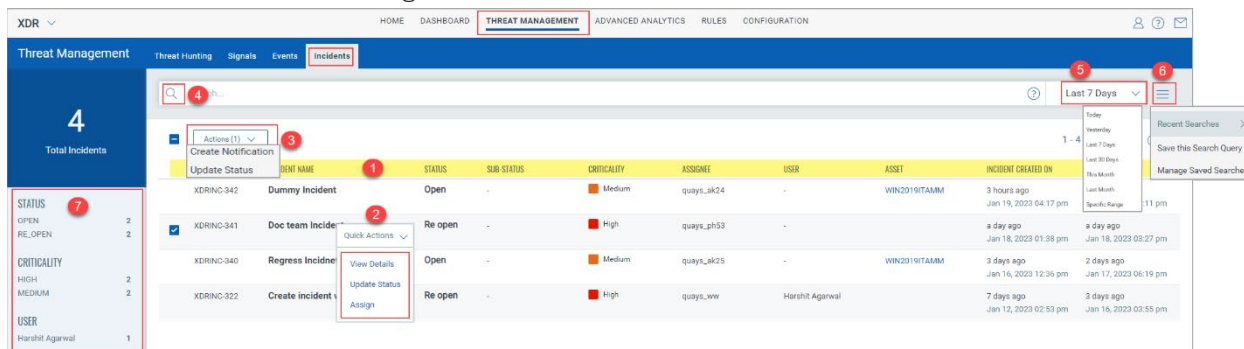 XDR HOME DASHBOARD THREAT MANAGEMENT ADVANCED ANALYTICS RULES CONFIGURATION
Threat Management Threat Hunting Signals Events Incidents
5 6
4 ? Last 7 Days
4
Total Incidents
Today
Yesterday
Last 7 Days
Last 30 Days
This Month
Last Month
Specific Range
Recent Searches
Save this Search Query
Manage Saved Searche
Actions (1) 3 1 - 4
Create Notification
Update Status
1
DENT NAME STATUS SUB-STATUS CRITICALITY ASSIGNEE USER ASSET INCIDENT CREATED ON
XDRINC-342 Dummy Incident Open - Medium quays_ak24 - WIN2019ITAMM 3 hours ago
Jan 19, 2023 04:17 pm :11 pm
2
XDRINC-341 Doc team Incide Re open - High quays_ph53 - a day ago a day ago
Jan 18, 2023 01:38 pm Jan 18, 2023 03:27 pm
Quick Actions
View Details
Update Status
Assign
XDRINC-340 Regress Incidne Open - Medium quays_ak25 - WIN2019ITAMM 3 days ago 2 days ago
Jan 16, 2023 12:36 pm Jan 17, 2023 06:19 pm
XDRINC-322 Create incident Re open - High quays_ww Harshit Agarwal 7 days ago 3 days ago
Jan 12, 2023 02:53 pm Jan 16, 2023 03:55 pm
STATUS 7
OPEN 2
RE_OPEN 2
CRITICALITY
HIGH 2
MEDIUM 2
USER
Harshit Agarwal 1